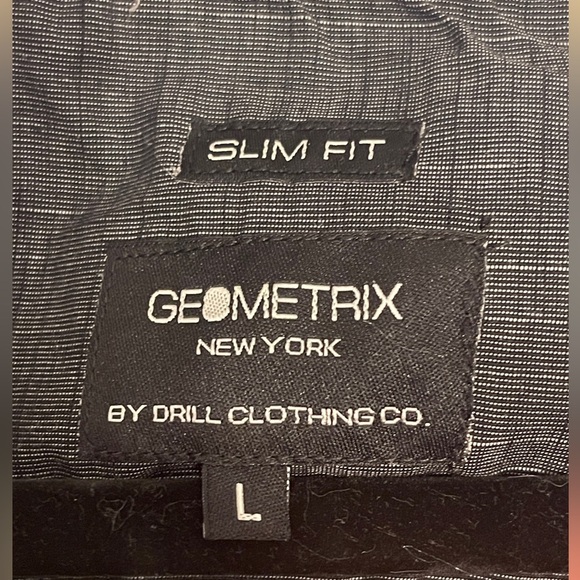 SLIM FIT
GEOMETRIX
NEW YORK
BY DRILL CLOTHING CO.
L